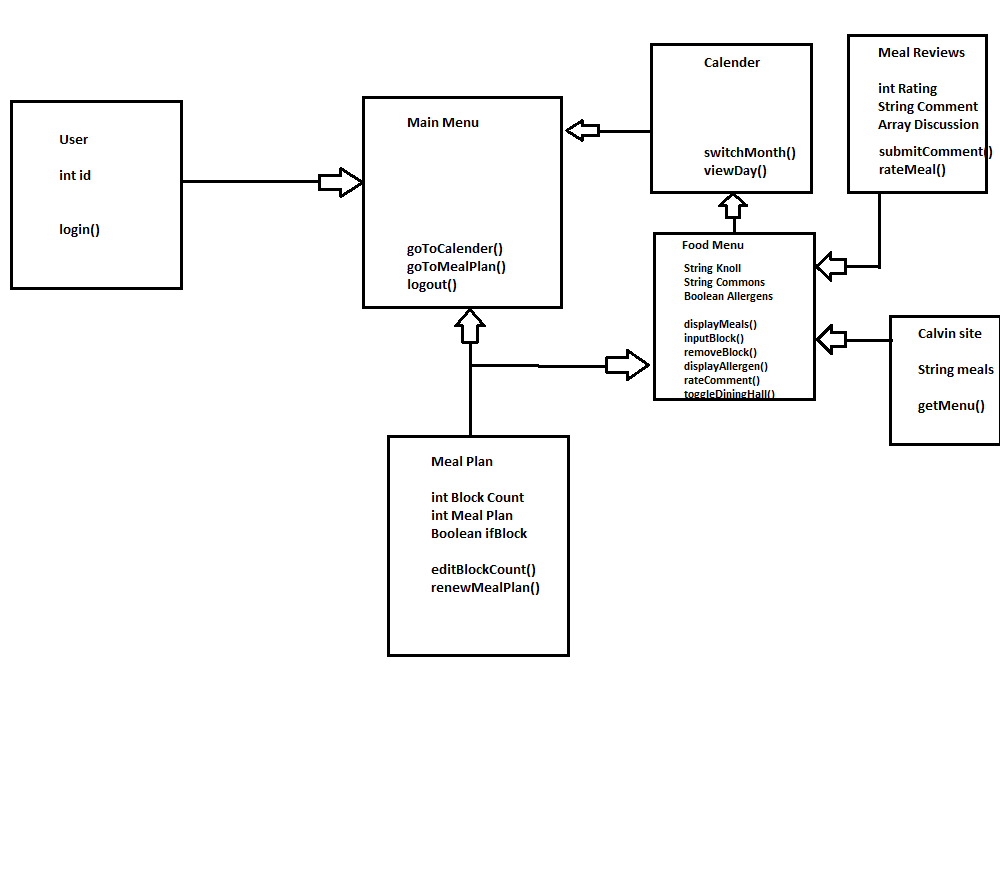 User
int id
login()
Main Menu
goToCalender()
goToMealPlan()
logout()
Calender
switchMonth()
viewDay()
Meal Reviews
int Rating
String Comment
Array Discussion
submitComment()
rateMeal()
Food Menu
String Knoll
String Commons
Boolean Allergens
displayMeals()
inputBlock()
removeBlock()
displayAllergen()
rateComment()
toggleDiningHall()
Calvin site
String meals
getMenu()
Meal Plan
int Block Count
int Meal Plan
Boolean ifBlock
editBlockCount()
renewMealPlan()